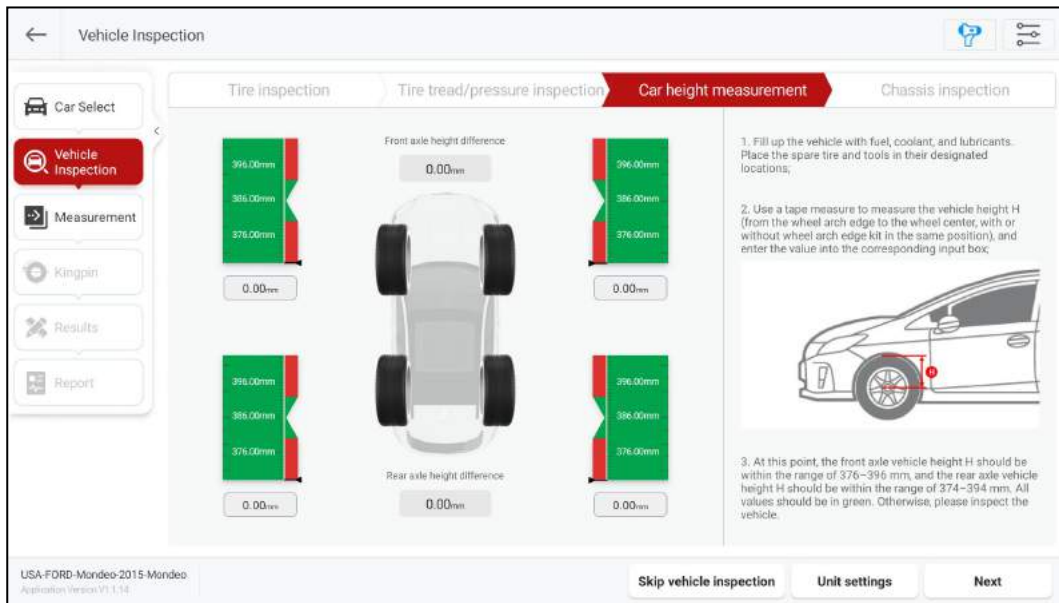 Vehicle Inspection
Car Select
Vehicle
Inspection
Measurement
Kingpin
Results
Report
Tire inspection
Tire tread/pressure inspection
Car height measurement
Chassis inspection
396.00mm
386.00mm
376.00mm
0.00mm
Front axle height difference
0.00mm
396.00mm
386.00mm
376.00mm
0.00mm
396.00mm
386.00mm
376.00mm
0.00mm
Rear axle height difference
0.00mm
396.00mm
386.00mm
376.00mm
0.00mm
1. Fill up the vehicle with fuel, coolant, and lubricants.
Place the spare tire and tools in their designated
locations;
2. Use a tape measure to measure the vehicle height H
(from the wheel arch edge to the wheel center, with or
without wheel arch edge kit in the same position), and
enter the value into the corresponding input box;
H
3. At this point, the front axle vehicle height H should be
within the range of 376–396 mm, and the rear axle vehicle
height H should be within the range of 374–394 mm. All
values should be in green. Otherwise, please inspect the
vehicle.
USA-FORD-Mondeo-2015-Mondeo
Application Version V1.1.14
Skip vehicle inspection
Unit settings
Next